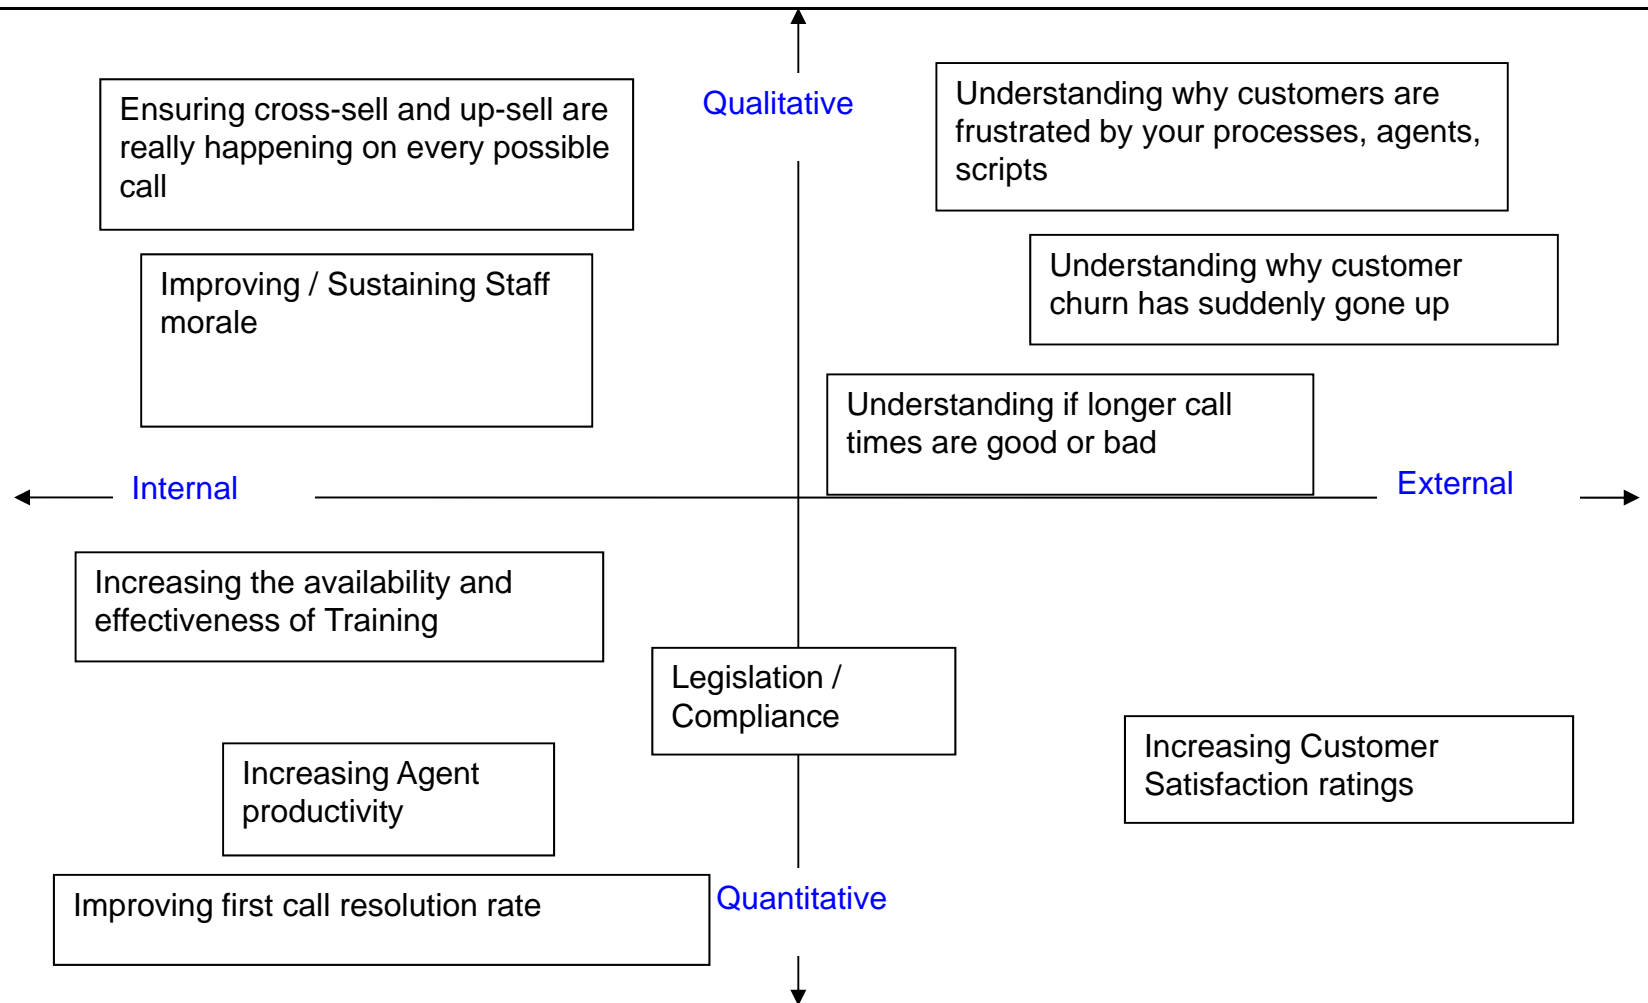 Qualitative
Ensuring cross-sell and up-sell are
really happening on every possible
call
Understanding why customers are
frustrated by your processes, agents,
scripts
Improving / Sustaining Staff
morale
Understanding why customer
churn has suddenly gone up
Understanding if longer call
times are good or bad
Internal
External
Increasing the availability and
effectiveness of Training
Legislation /
Compliance
Increasing Agent
productivity
Increasing Customer
Satisfaction ratings
Improving first call resolution rate
Quantitative